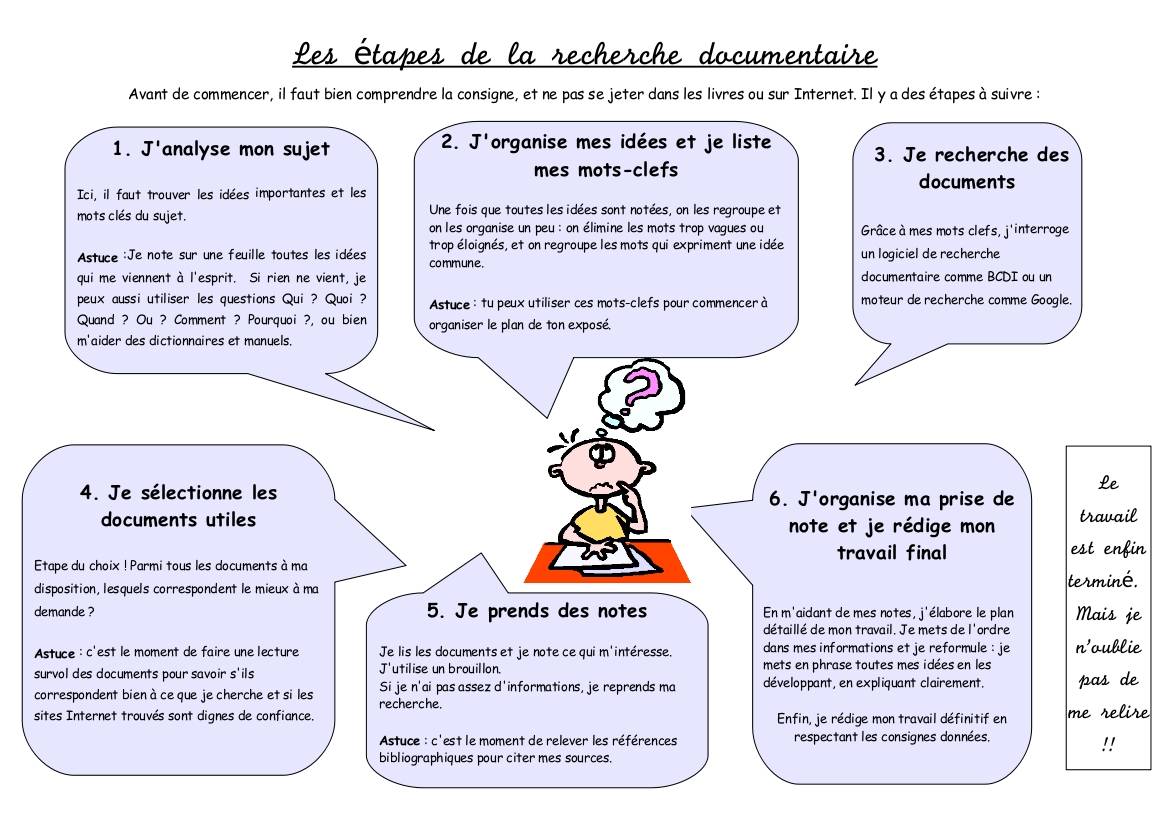 Les étapes de la recherche documentaire
Avant de commencer, il faut bien comprendre la consigne, et ne pas se jeter dans les livres ou sur Internet. Il y a des étapes à suivre :
1. J'analyse mon sujet
Ici, il faut trouver les idées importantes et les
mots clés du sujet.
Astuce :Je note sur une feuille toutes les idées
qui me viennent à l'esprit. Si rien ne vient, je
peux aussi utiliser les questions Qui ? Quoi ?
Quand ? Ou ? Comment ? Pourquoi ?, ou bien
m'aider des dictionnaires et manuels.
2. J'organise mes idées et je liste
mes mots-clefs
Une fois que toutes les idées sont notées, on les regroupe et
on les organise un peu : on élimine les mots trop vagues ou
trop éloignés, et on regroupe les mots qui expriment une idée
commune.
Astuce : tu peux utiliser ces mots-clefs pour commencer à
organiser le plan de ton exposé.
3. Je recherche des
documents
Grâce à mes mots clefs, j'interroge
un logiciel de recherche
documentaire comme BCDI ou un
moteur de recherche comme Google.
?
4. Je sélectionne les
documents utiles
Etape du choix ! Parmi tous les documents à ma
disposition, lesquels correspondent le mieux à ma
demande ?
Astuce : c'est le moment de faire une lecture
survol des documents pour savoir s'ils
correspondent bien à ce que je cherche et si les
sites Internet trouvés sont dignes de confiance.
5. Je prends des notes
Je lis les documents et je note ce qui m'intéresse.
J'utilise un brouillon.
Si je n'ai pas assez d'informations, je reprends ma
recherche.
Astuce : c'est le moment de relever les références
bibliographiques pour citer mes sources.
6. J'organise ma prise de
note et je rédige mon
travail final
En m'aidant de mes notes, j'élabore le plan
détaillé de mon travail. Je mets de l'ordre
dans mes informations et je reformule : je
mets en phrase toutes mes idées en les
développant, en expliquant clairement.
Enfin, je rédige mon travail définitif en
respectant les consignes données.
Le
travail
est enfin
terminé.
Mais je
n'oublie
pas de
me relire
!!